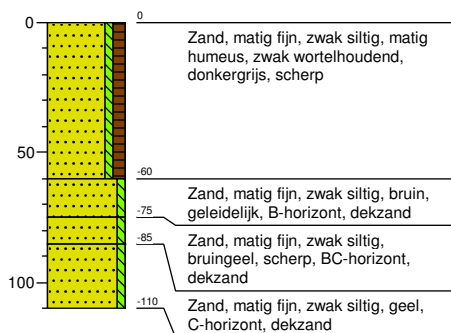 0
0
Zand, matig fijn, zwak siltig, matig
humeus, zwak wortelhoudend,
donkergrijs, scherp
50
-60
Zand, matig fijn, zwak siltig, bruin,
geleidelijk, B-horizont, dekzand
-75
Zand, matig fijn, zwak siltig,
bruingeel, scherp, BC-horizont,
dekzand
-85
100
Zand, matig fijn, zwak siltig, geel,
C-horizont, dekzand
-110